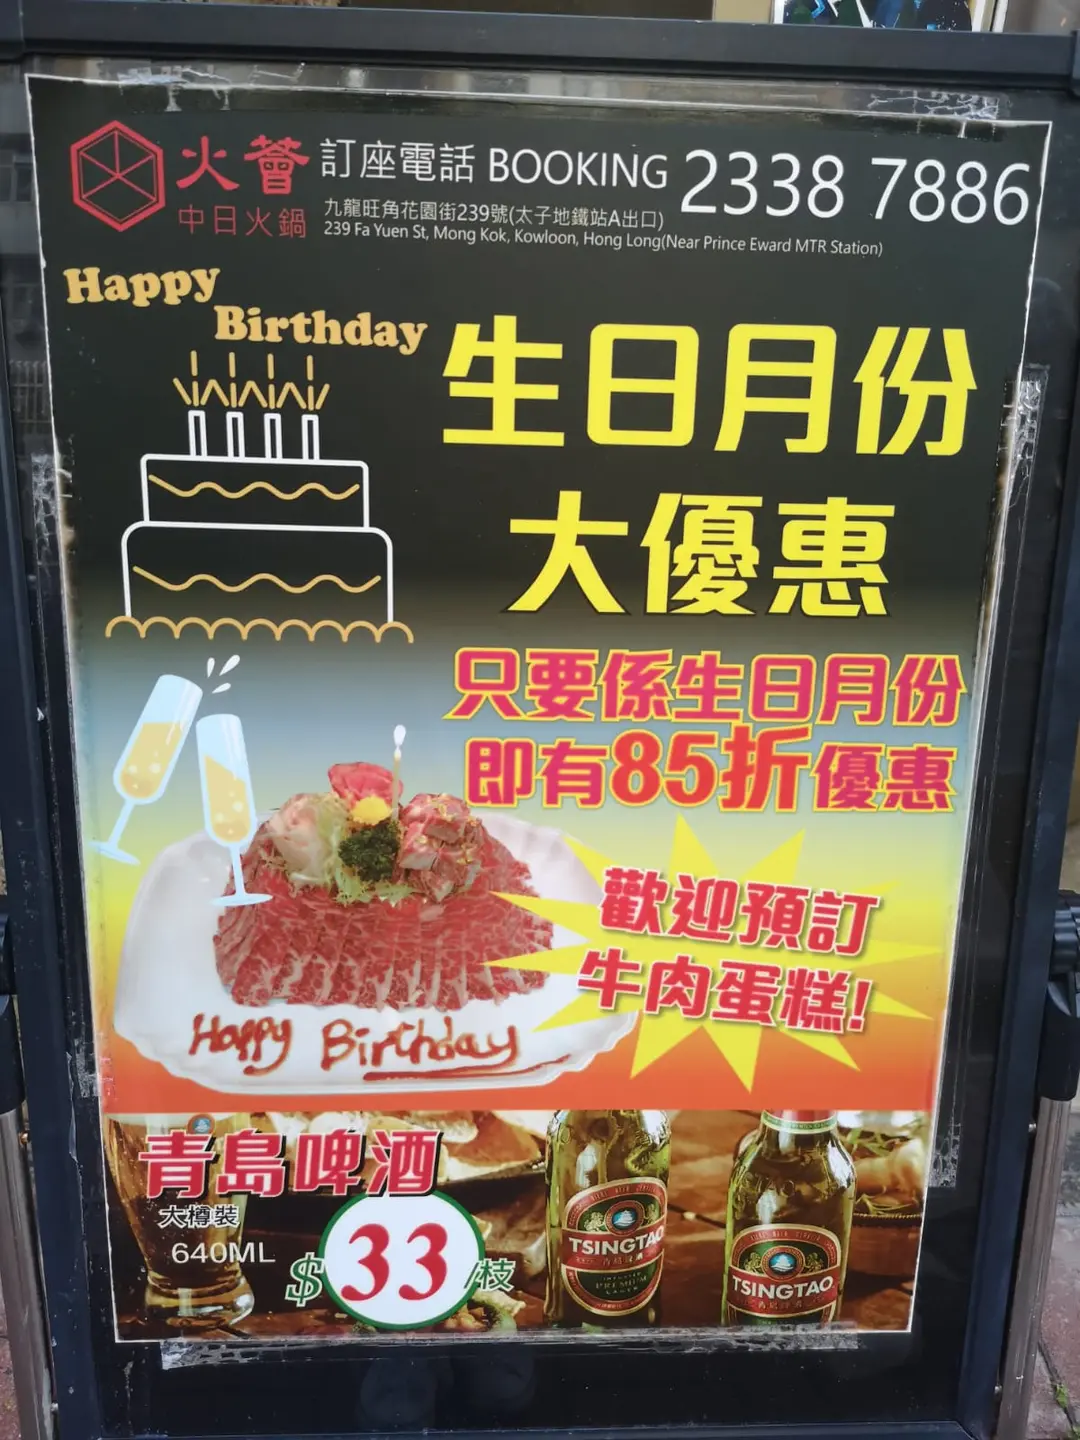 火薈
中日火鍋
訂座電話 BOOKING 2338 7886
九龍旺角花園街239號(太子地鐵站A出口)
239 Fa Yuen St, Mong Kok, Kowloon, Hong Long(Near Prince Eward MTR Station)
Happy
Birthday
生日月份
大優惠
只要係生日月份
即有85折優惠
歡迎預訂
牛肉蛋糕!
Happy Birthday
青島啤酒
大樽裝
640ML
$33/枝
TSINGTAO
PREMIUM
TSINGTAO